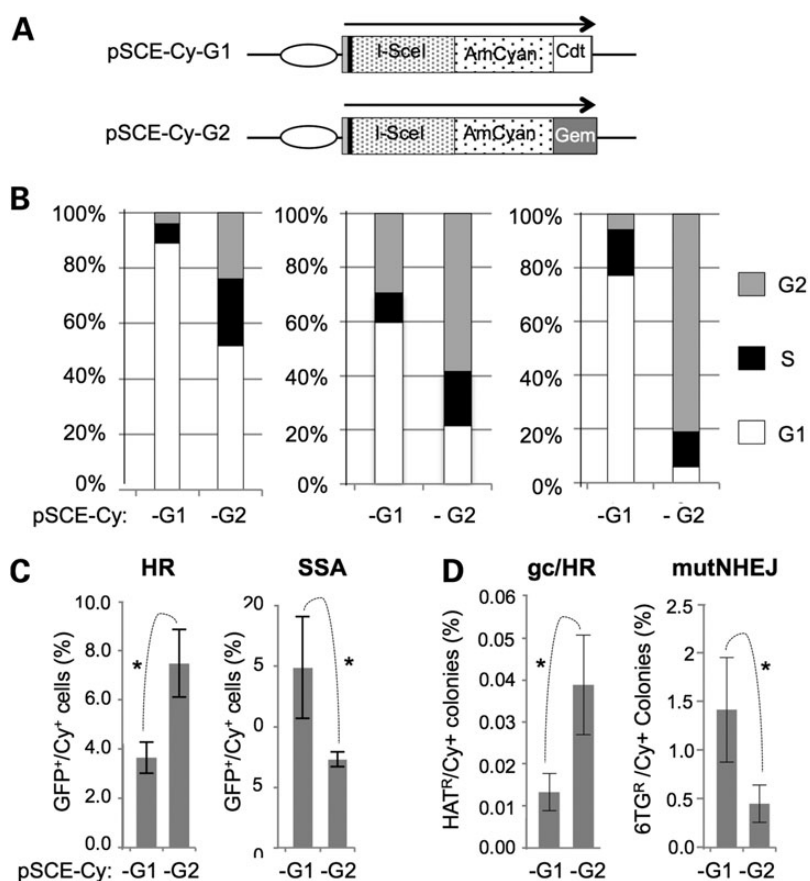 A
pSCE-Cy-G1
I-SceI AmCyan Cdt
pSCE-Cy-G2
I-SceI AmCyan Gem
B
100% 100% 100%
80% 80% 80%
60% 60% 60%
40% 40% 40%
20% 20% 20%
0% 0% 0%
G2
S
G1
pSCE-Cy: -G1 -G2 -G1 - G2 -G1 - G2
C HR SSA
GFP+/Cy+ cells (%)
10.0
8.0
6.0
4.0
2.0
0.0
*
GFP+/Cy+ cells (%)
20
5
0
5
0
*
pSCE-Cy: -G1 -G2 -G1 -G2
D gc/HR mutNHEJ
HATR/Cy+ colonies (%)
0.06
0.05
0.04
0.03
0.02
0.01
0.00
*
-G1 -G2
6TGR /Cy+ Colonies (%)
2.5
2
1.5
1.0
0.5
0.0
*
-G1 -G2